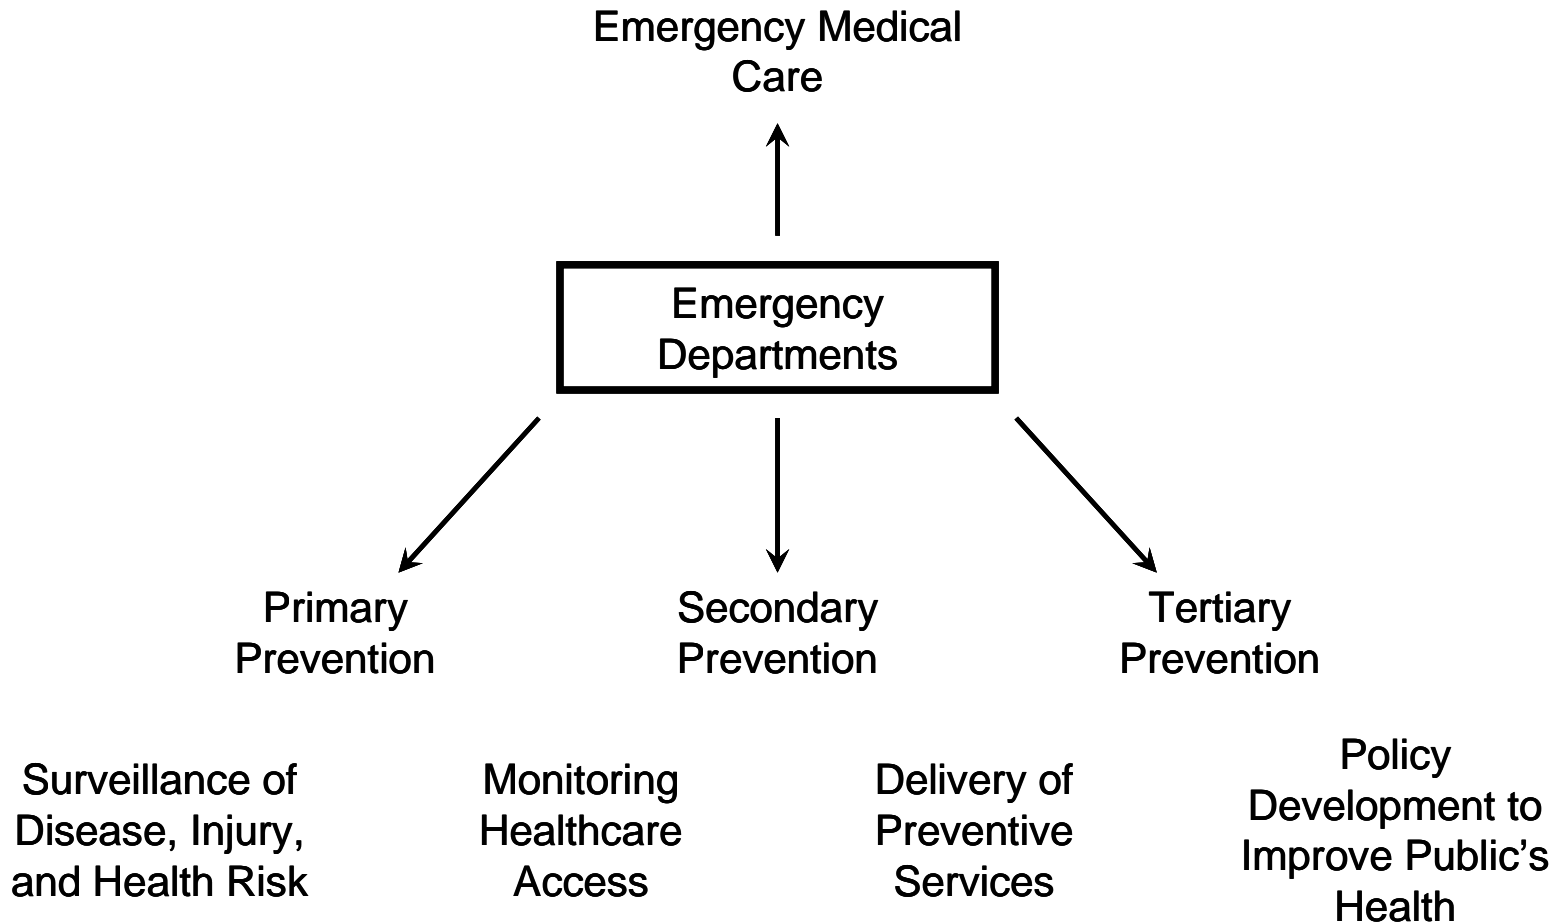 Emergency Medical
Care
Emergency
Departments
Primary
Prevention
Secondary
Prevention
Tertiary
Prevention
Surveillance of
Disease, Injury,
and Health Risk
Monitoring
Healthcare
Access
Delivery of
Preventive
Services
Policy
Development to
Improve Public’s
Health